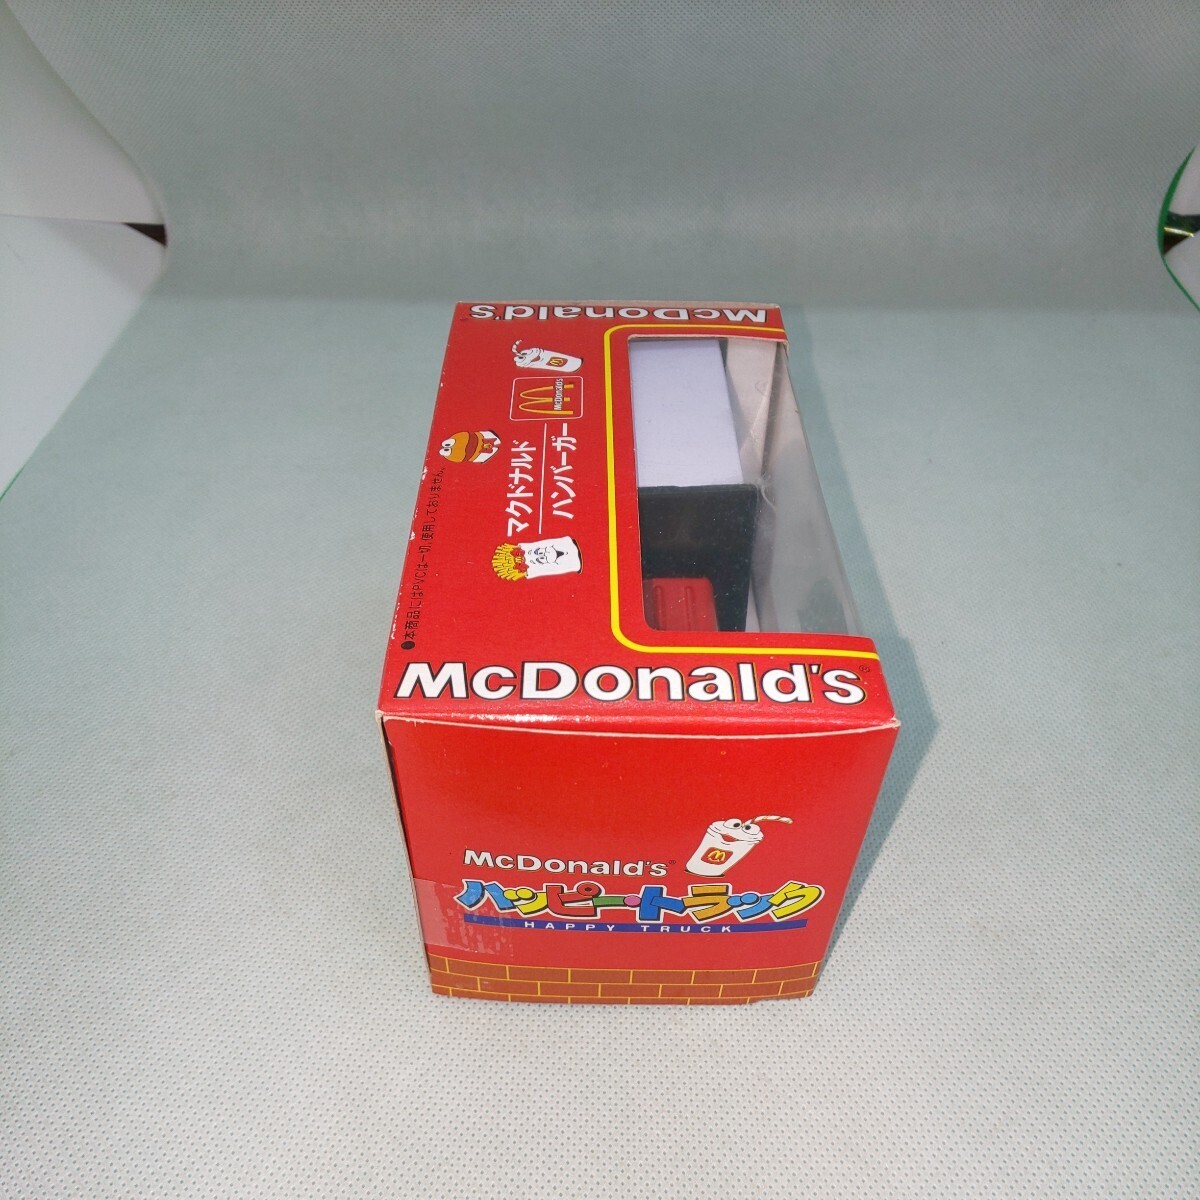 McDonald's
McDonald's
マクドナルド
ハンバーガー
●本商品にはPVCは一切、使用しておりません。
McDonald's®
McDonald's®
ハッピー・トラック
HAPPY TRUCK